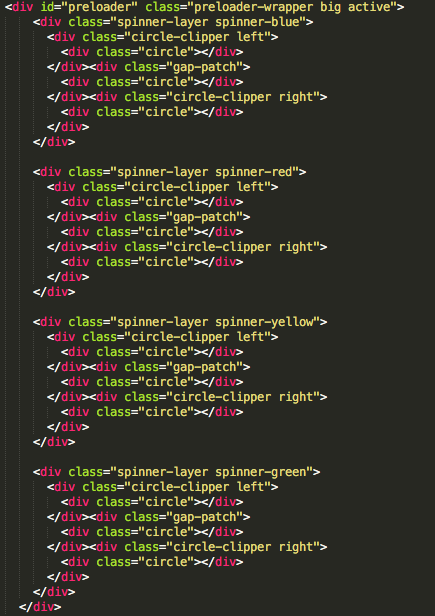 <div id="preloader" class="preloader-wrapper big active">
<div class="spinner-layer spinner-blue">
<div class="circle-clipper left">
<div class="circle"></div>
</div><div class="gap-patch">
<div class="circle"></div>
</div><div class="circle-clipper right">
<div class="circle"></div>
</div>
</div>
<div class="spinner-layer spinner-red">
<div class="circle-clipper left">
<div class="circle"></div>
</div><div class="gap-patch">
<div class="circle"></div>
</div><div class="circle-clipper right">
<div class="circle"></div>
</div>
</div>
<div class="spinner-layer spinner-yellow">
<div class="circle-clipper left">
<div class="circle"></div>
</div><div class="gap-patch">
<div class="circle"></div>
</div><div class="circle-clipper right">
<div class="circle"></div>
</div>
</div>
<div class="spinner-layer spinner-green">
<div class="circle-clipper left">
<div class="circle"></div>
</div><div class="gap-patch">
<div class="circle"></div>
</div><div class="circle-clipper right">
<div class="circle"></div>
</div>
</div>
</div>